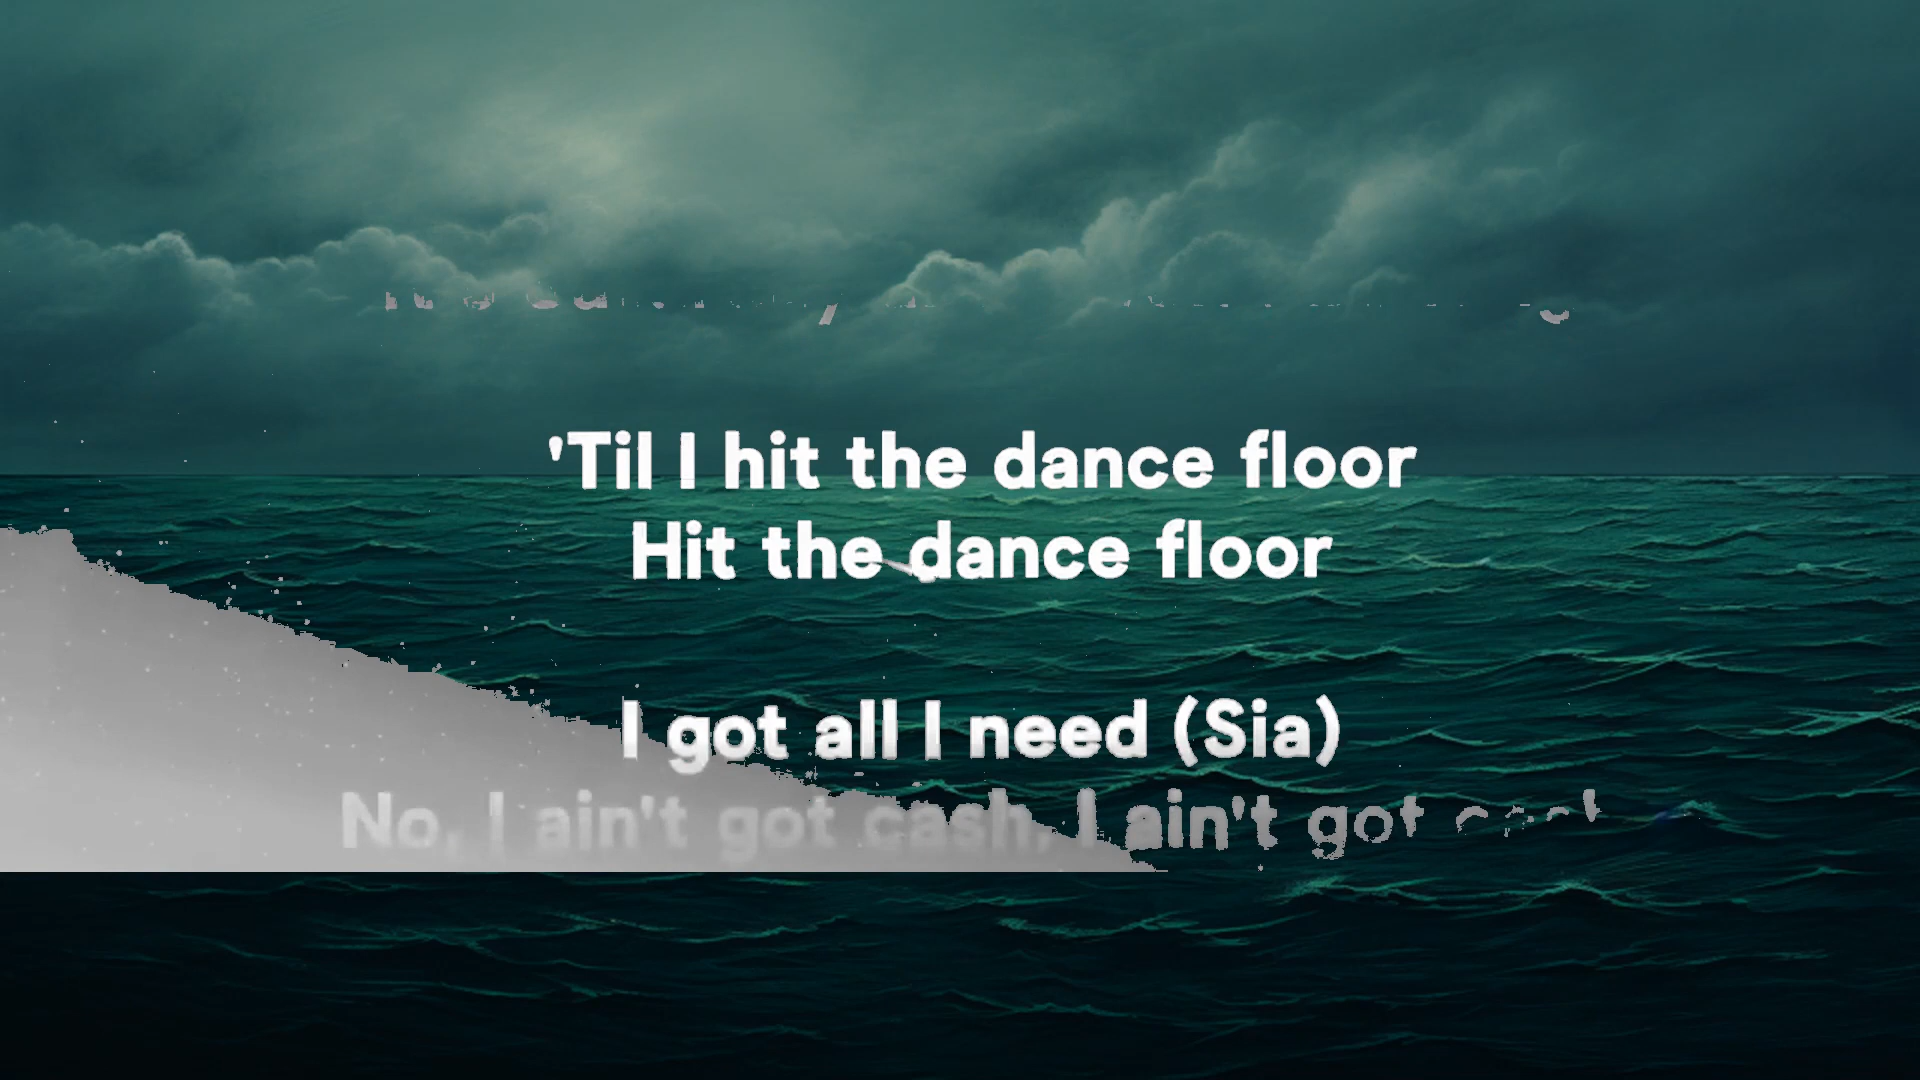 'Til I hit the dance floor
Hit the dance floor
I got all I need (Sia)
No, I ain't got cash, I ain't got